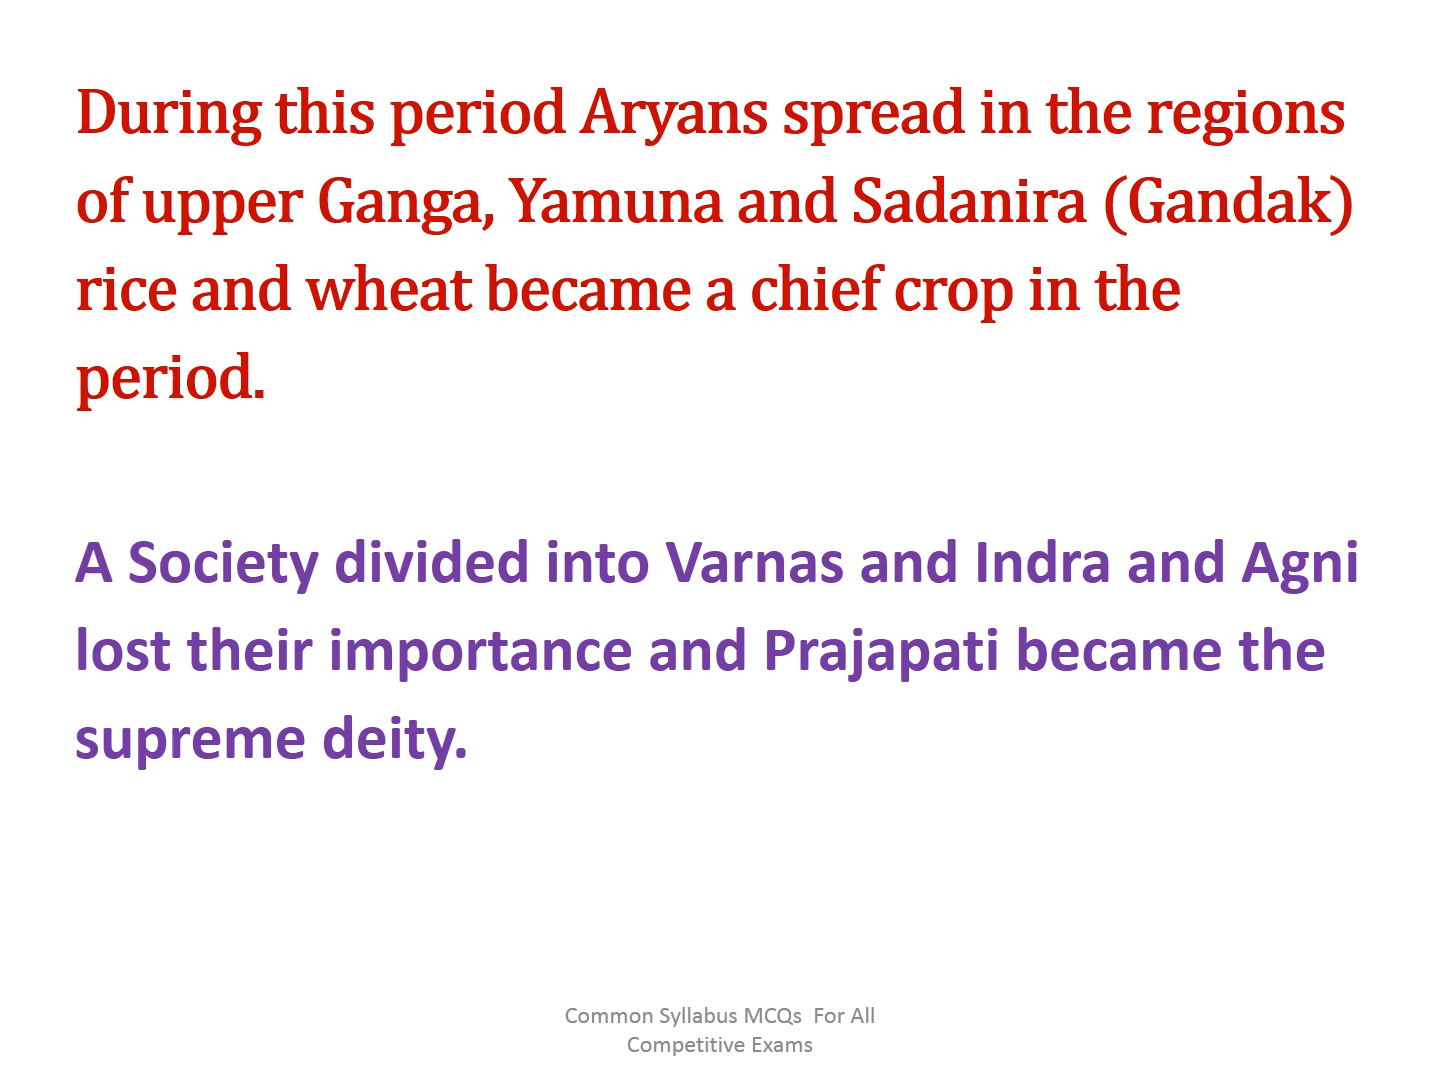 During this period Aryans spread in the regions
of upper Ganga, Yamuna and Sadanira (Gandak)
rice and wheat became a chief crop in the
period.
A Society divided into Varnas and Indra and Agni
lost their importance and Prajapati became the
supreme deity.
Common Syllabus MCQs  For All
Competitive Exams